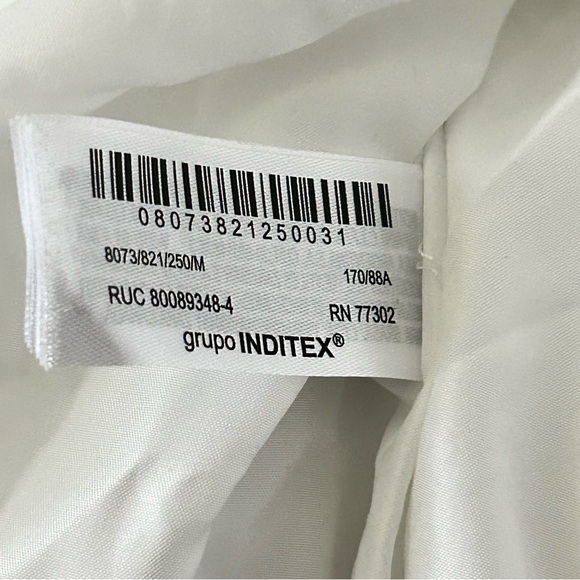 08073821250031
8073/821/250/M 170/88A
RUC 80089348-4 RN 77302
grupo INDITEX®